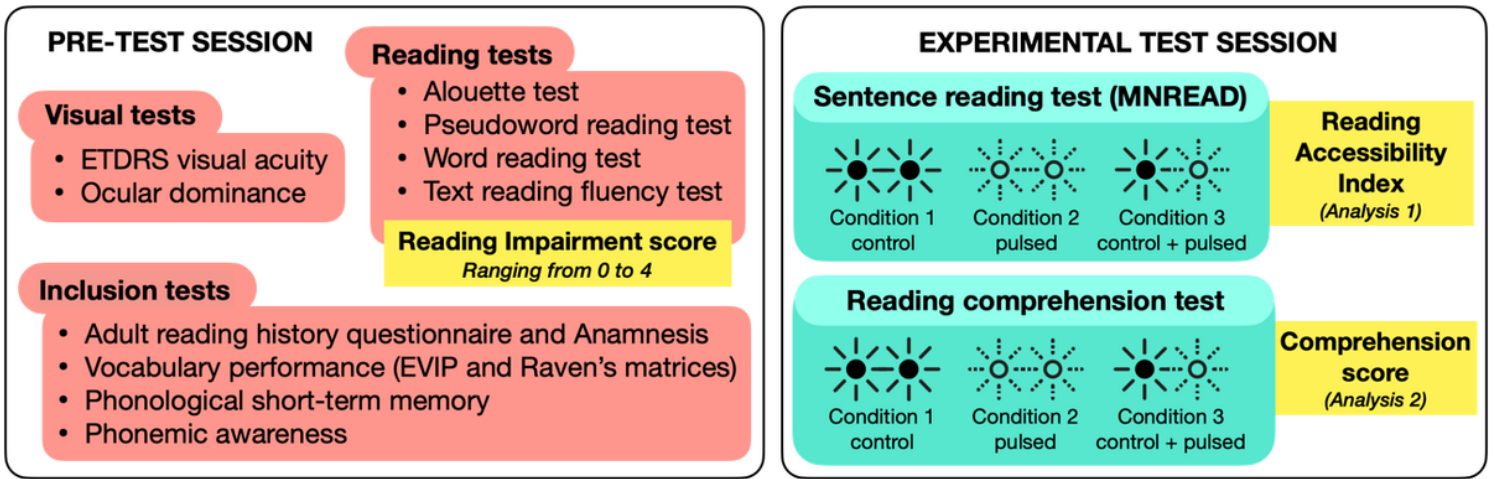 PRE-TEST SESSION
Visual tests
• ETDRS visual acuity
• Ocular dominance
Reading tests
• Alouette test
• Pseudoword reading test
• Word reading test
• Text reading fluency test
Reading Impairment score
Ranging from 0 to 4
Inclusion tests
• Adult reading history questionnaire and Anamnesis
• Vocabulary performance (EVIP and Raven's matrices)
• Phonological short-term memory
• Phonemic awareness
EXPERIMENTAL TEST SESSION
Sentence reading test (MNREAD)
Condition 1
control
Condition 2
pulsed
Condition 3
control + pulsed
Reading
Accessibility
Index
(Analysis 1)
Reading comprehension test
Condition 1
control
Condition 2
pulsed
Condition 3
control + pulsed
Comprehension
score
(Analysis 2)